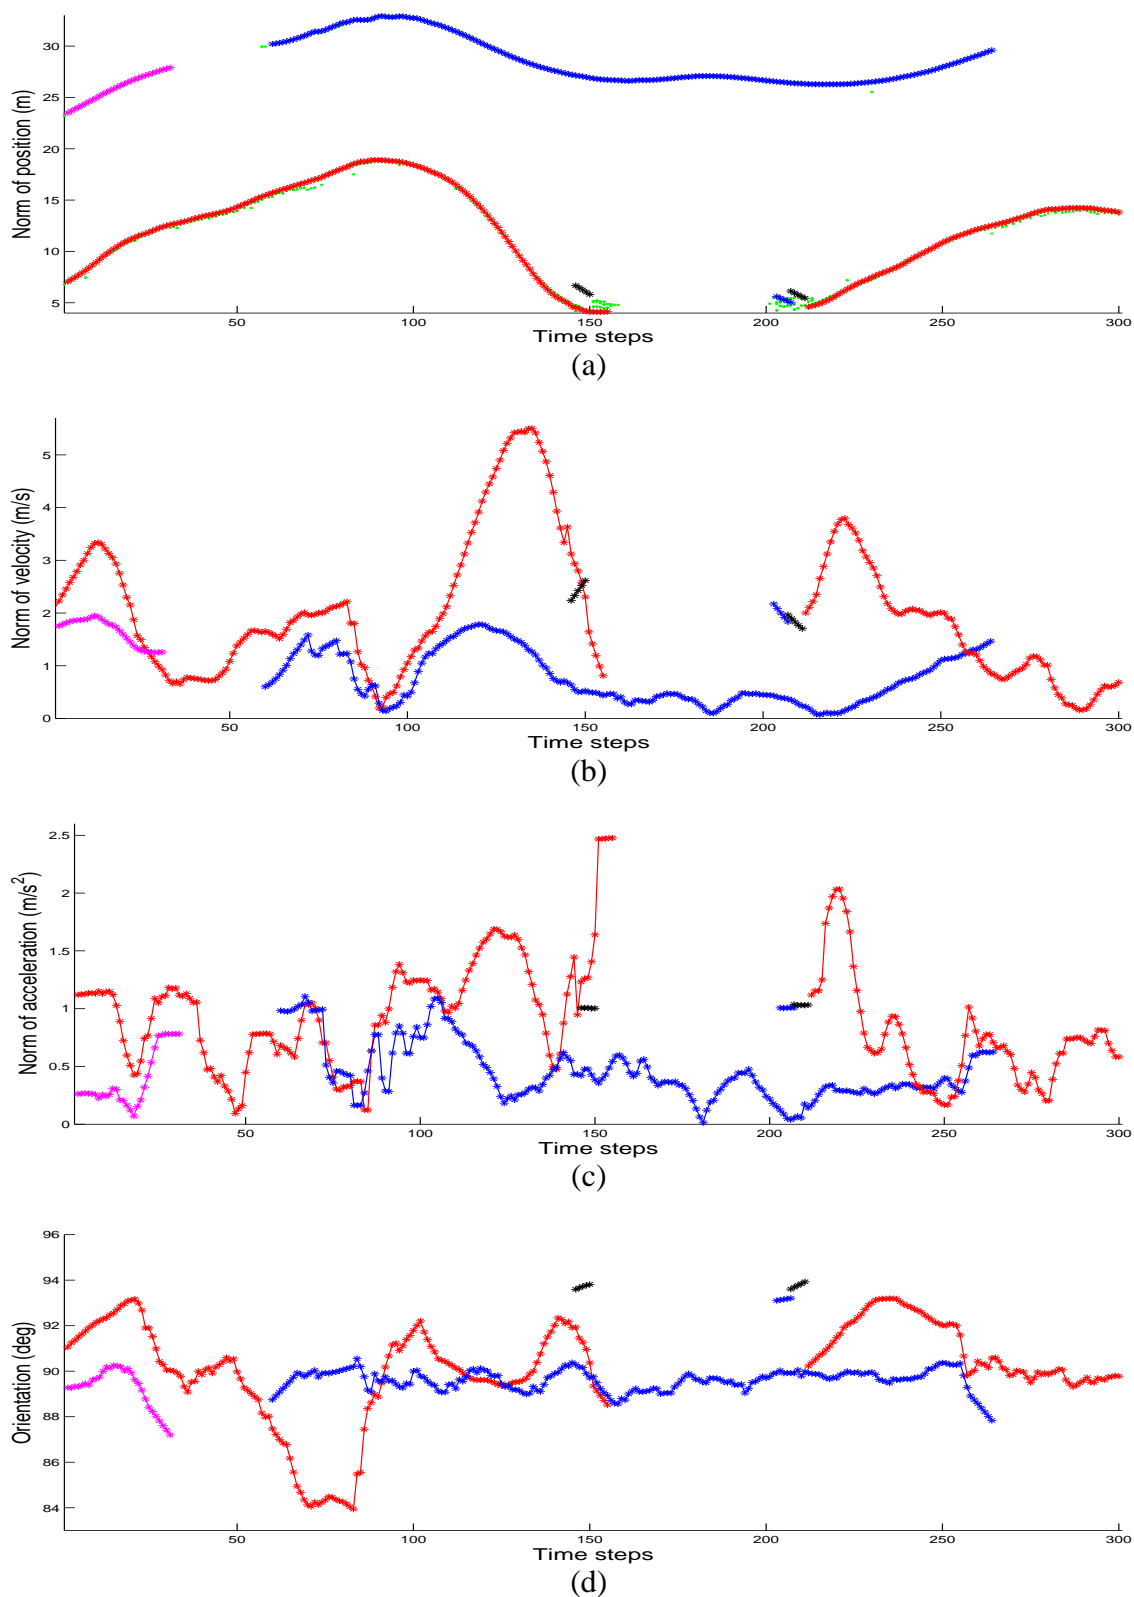 30
25
20
15
10
5
50 100 150 200 250 300
Norm of position (m)
Time steps
(a)
5
4
3
2
1
0
50 100 150 200 250 300
Norm of velocity (m/s)
Time steps
(b)
2.5
2
1.5
1
0.5
0
50 100 150 200 250 300
Norm of acceleration (m/s²)
Time steps
(c)
96
94
92
90
88
86
84
50 100 150 200 250 300
Orientation (deg)
Time steps
(d)